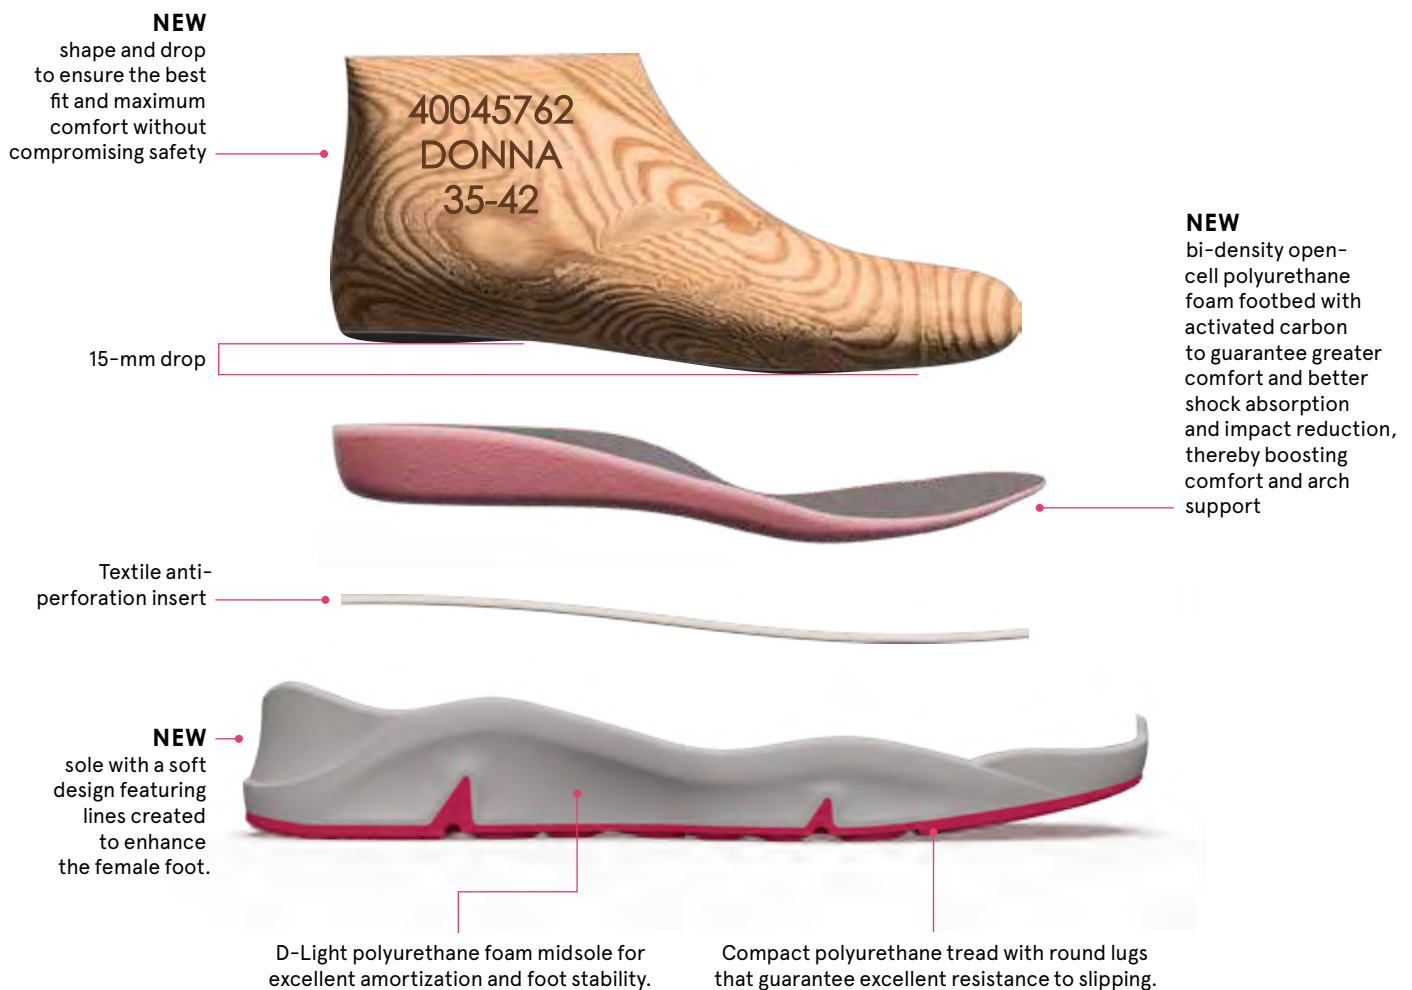 NEW
shape and drop
to ensure the best
fit and maximum
comfort without
compromising safety
40045762
DONNA
35-42
15-mm drop
NEW
bi-density open-
cell polyurethane
foam footbed with
activated carbon
to guarantee greater
comfort and better
shock absorption
and impact reduction,
thereby boosting
comfort and arch
support
Textile anti-
perforation insert
NEW
sole with a soft
design featuring
lines created
to enhance
the female foot.
D-Light polyurethane foam midsole for
excellent amortization and foot stability.
Compact polyurethane tread with round lugs
that guarantee excellent resistance to slipping.